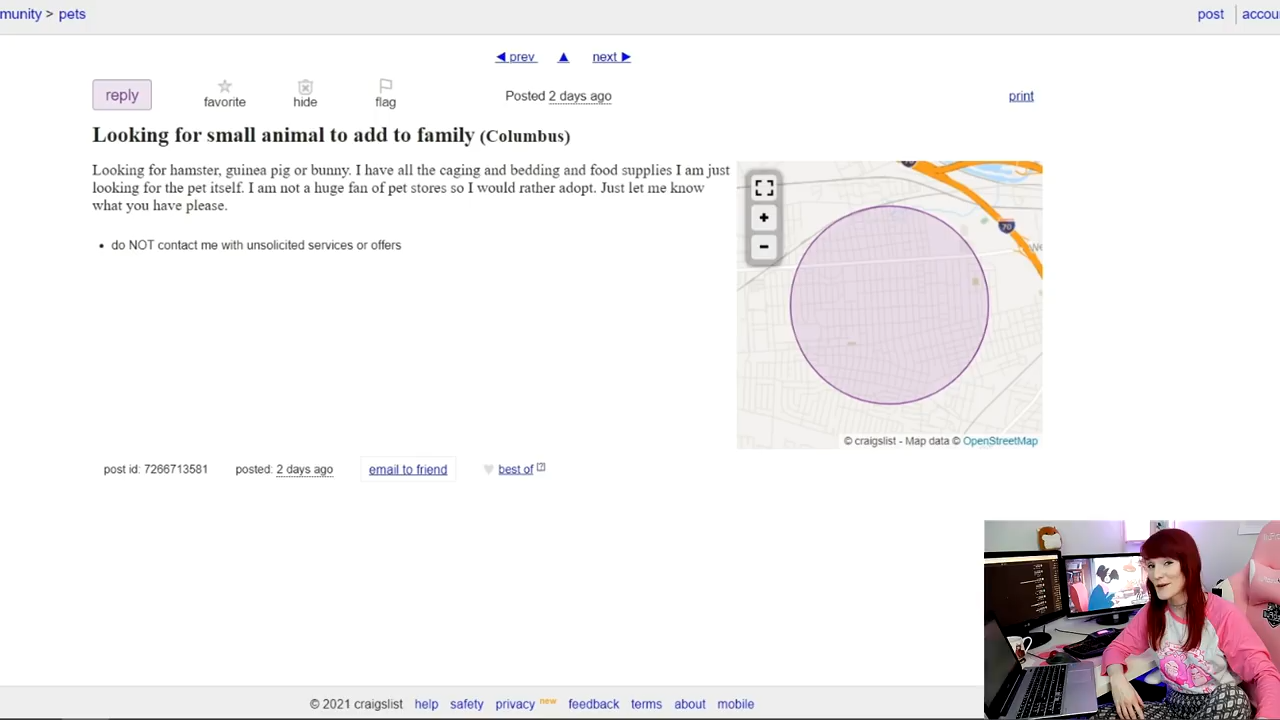 munity > pets
post
accou
◄ prev
▲
next ►
reply
favorite
hide
flag
Posted 2 days ago
print
Looking for small animal to add to family (Columbus)
Looking for hamster, guinea pig or bunny. I have all the caging and bedding and food supplies I am just
looking for the pet itself. I am not a huge fan of pet stores so I would rather adopt. Just let me know
what you have please.
• do NOT contact me with unsolicited services or offers
+
−
70
© craigslist - Map data © OpenStreetMap
post id: 7266713581
posted: 2 days ago
email to friend
best of [?]
© 2021 craigslist
help
safety
privacy new
feedback
terms
about
mobile